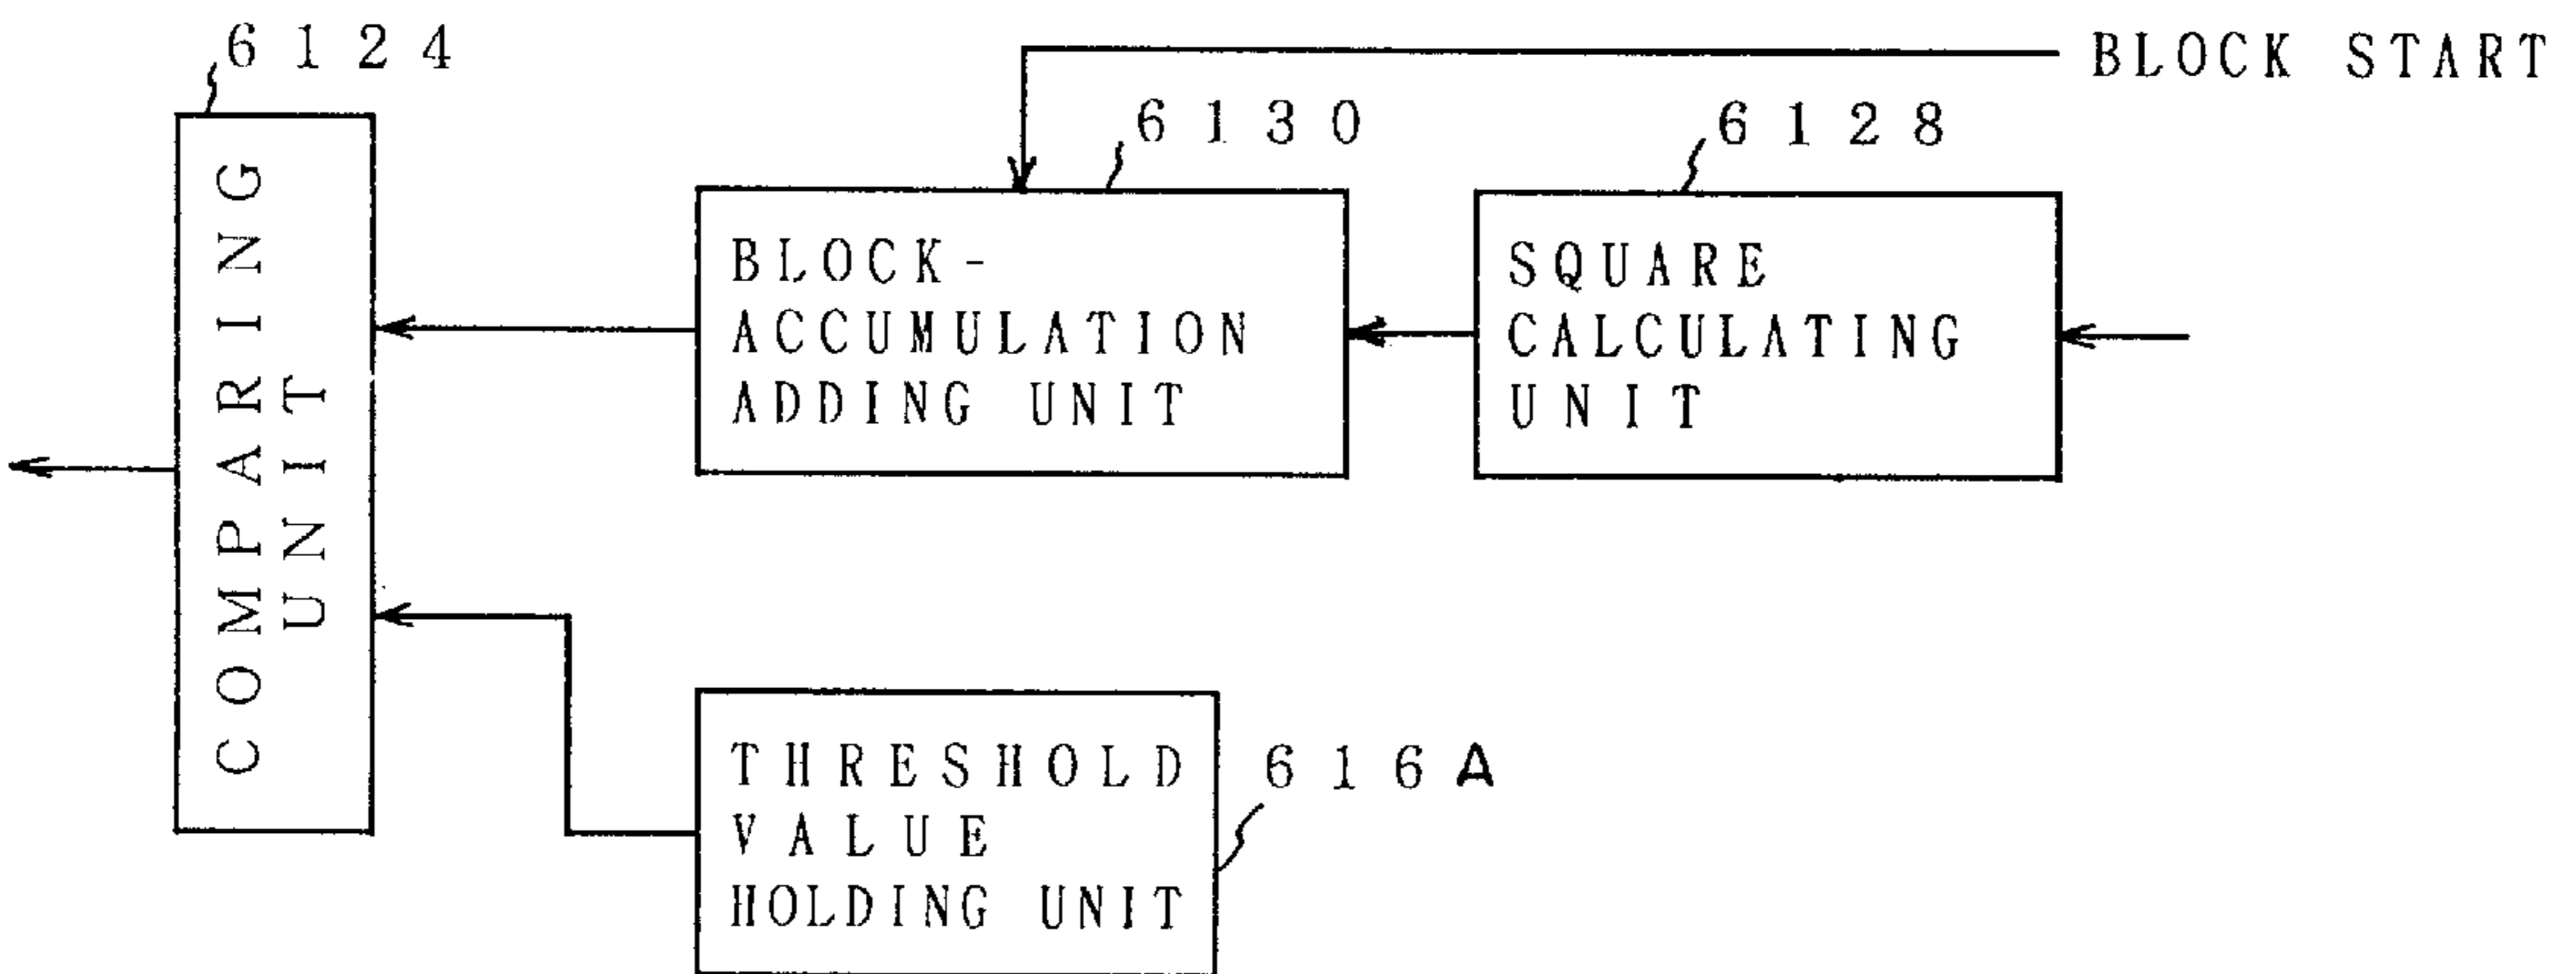 6124
BLOCK START
6130
6128
COMPARING
UNIT
BLOCK-
ACCUMULATION
ADDING UNIT
SQUARE
CALCULATING
UNIT
THRESHOLD
VALUE
HOLDING UNIT
616A